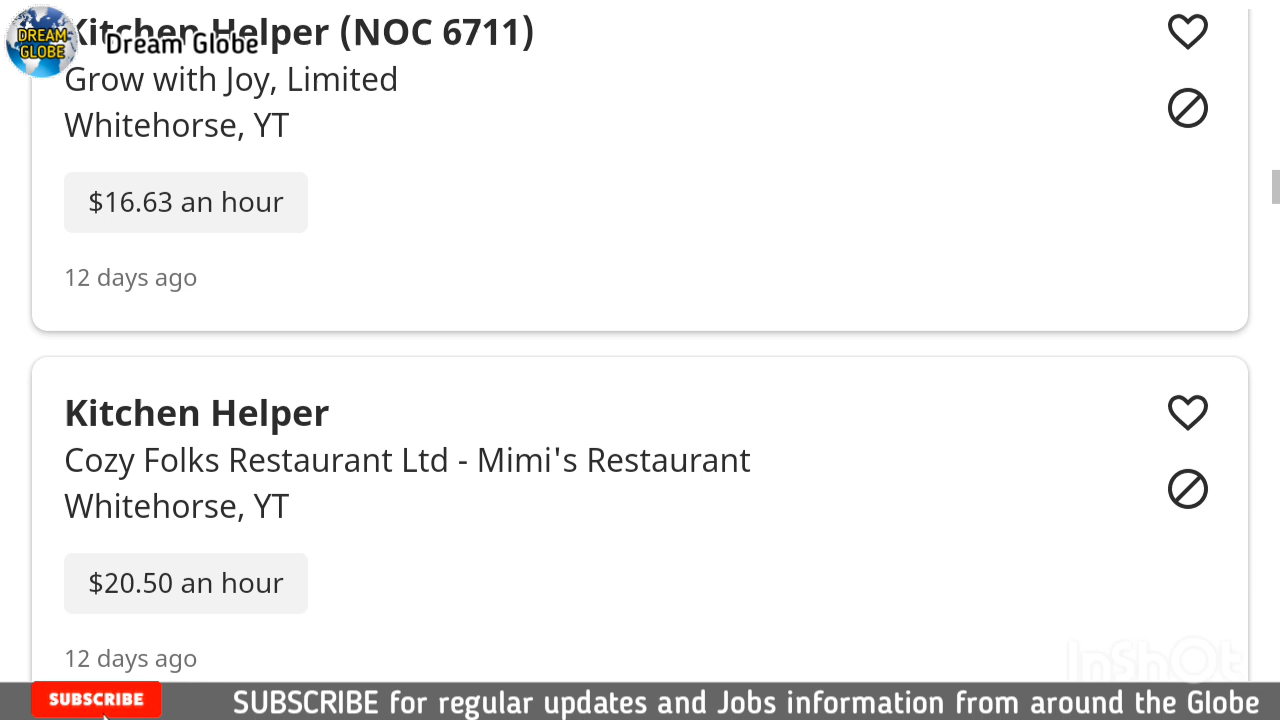 Kitchen Helper (NOC 6711)
DREAM
GLOBE
Dream Globe
Grow with Joy, Limited
Whitehorse, YT
$16.63 an hour
12 days ago
Kitchen Helper
Cozy Folks Restaurant Ltd - Mimi's Restaurant
Whitehorse, YT
$20.50 an hour
12 days ago
InShOt
SUBSCRIBE
SUBSCRIBE for regular updates and Jobs information from around the Globe